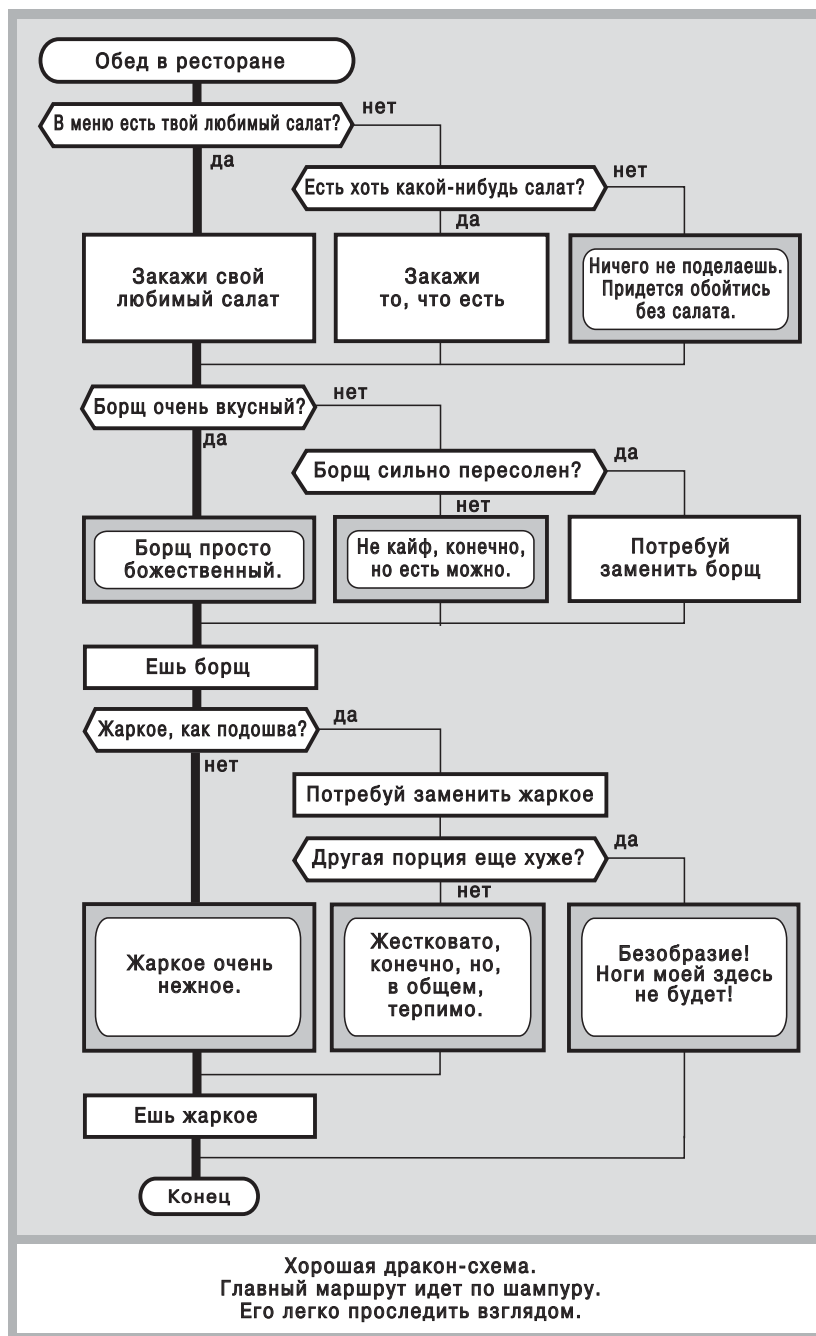 Обед в ресторане
нет
В меню есть твой любимый салат?
да
нет
Есть хоть какой-нибудь салат?
да
Закажи свой
любимый салат
Закажи
то, что есть
Ничего не поделаешь.
Придется обойтись
без салата.
нет
Борщ очень вкусный?
да
да
Борщ сильно пересолен?
нет
Борщ просто
божественный.
Не кайф, конечно,
но есть можно.
Потребуй
заменить борщ
Ешь борщ
да
Жаркое, как подошва?
нет
Потребуй заменить жаркое
да
Другая порция еще хуже?
нет
Жаркое очень
нежное.
Жестковато,
конечно, но,
в общем,
терпимо.
Безобразие!
Ноги моей здесь
не будет!
Ешь жаркое
Конец
Хорошая дракон-схема.
Главный маршрут идет по шампуру.
Его легко проследить взглядом.